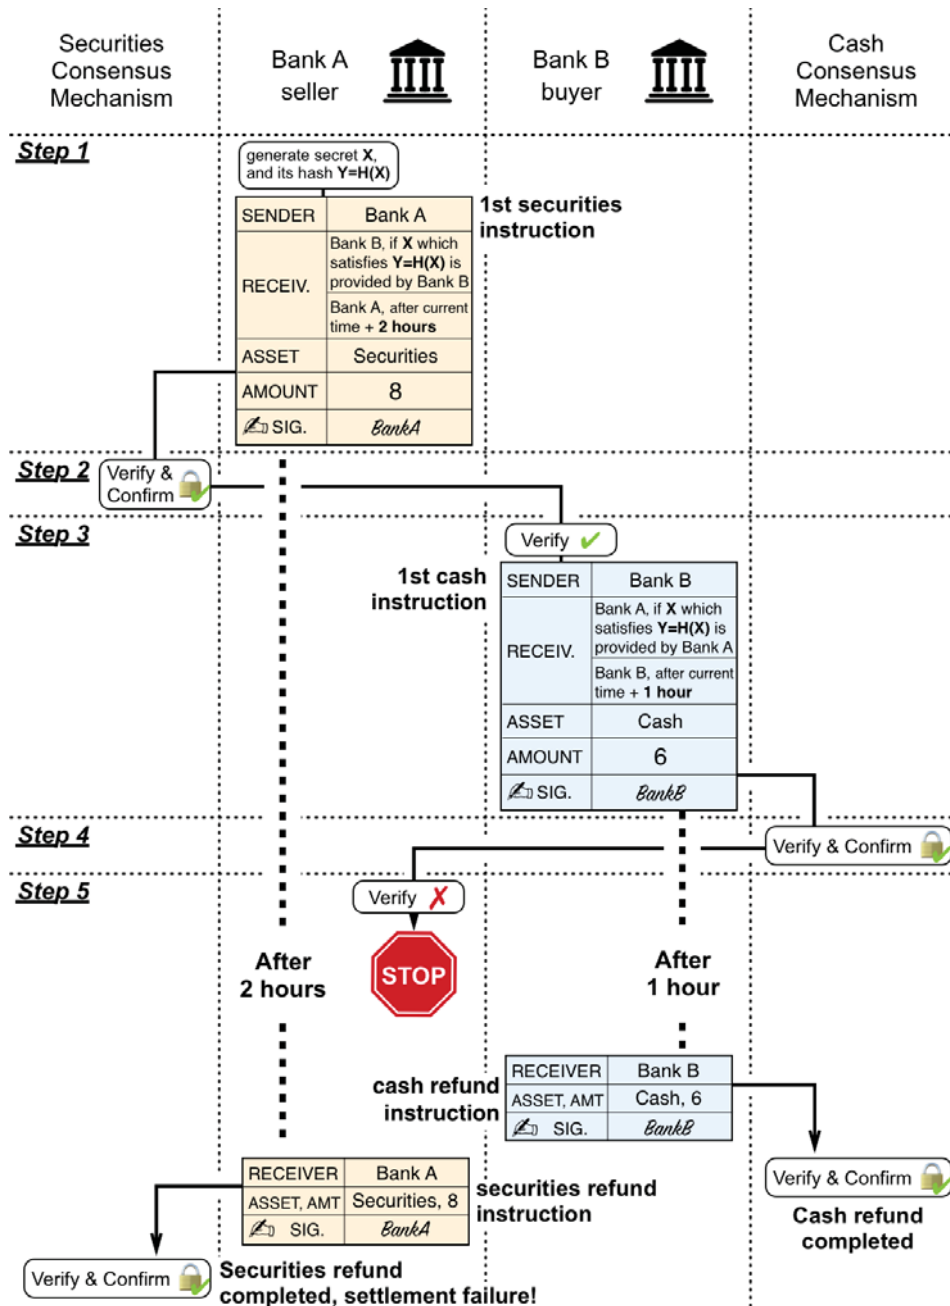 Securities
Consensus
Mechanism
Bank A
seller
Bank B
buyer
Cash
Consensus
Mechanism
Step 1
generate secret X,
and its hash Y=H(X)
1st securities
instruction
SENDER
Bank A
RECEIV.
Bank B, if X which
satisfies Y=H(X) is
provided by Bank B
Bank A, after current
time + 2 hours
ASSET
Securities
AMOUNT
8
SIG.
BankA
Step 2
Verify &
Confirm
Step 3
Verify
1st cash
instruction
SENDER
Bank B
RECEIV.
Bank A, if X which
satisfies Y=H(X) is
provided by Bank A
Bank B, after current
time + 1 hour
ASSET
Cash
AMOUNT
6
SIG.
BankB
Step 4
Verify & Confirm
Step 5
Verify
STOP
After
2 hours
After
1 hour
cash refund
instruction
RECEIVER
Bank B
ASSET, AMT
Cash, 6
SIG.
BankB
RECEIVER
Bank A
ASSET, AMT
Securities, 8
SIG.
BankA
securities refund
instruction
Verify & Confirm
Cash refund
completed
Verify & Confirm
Securities refund
completed, settlement failure!